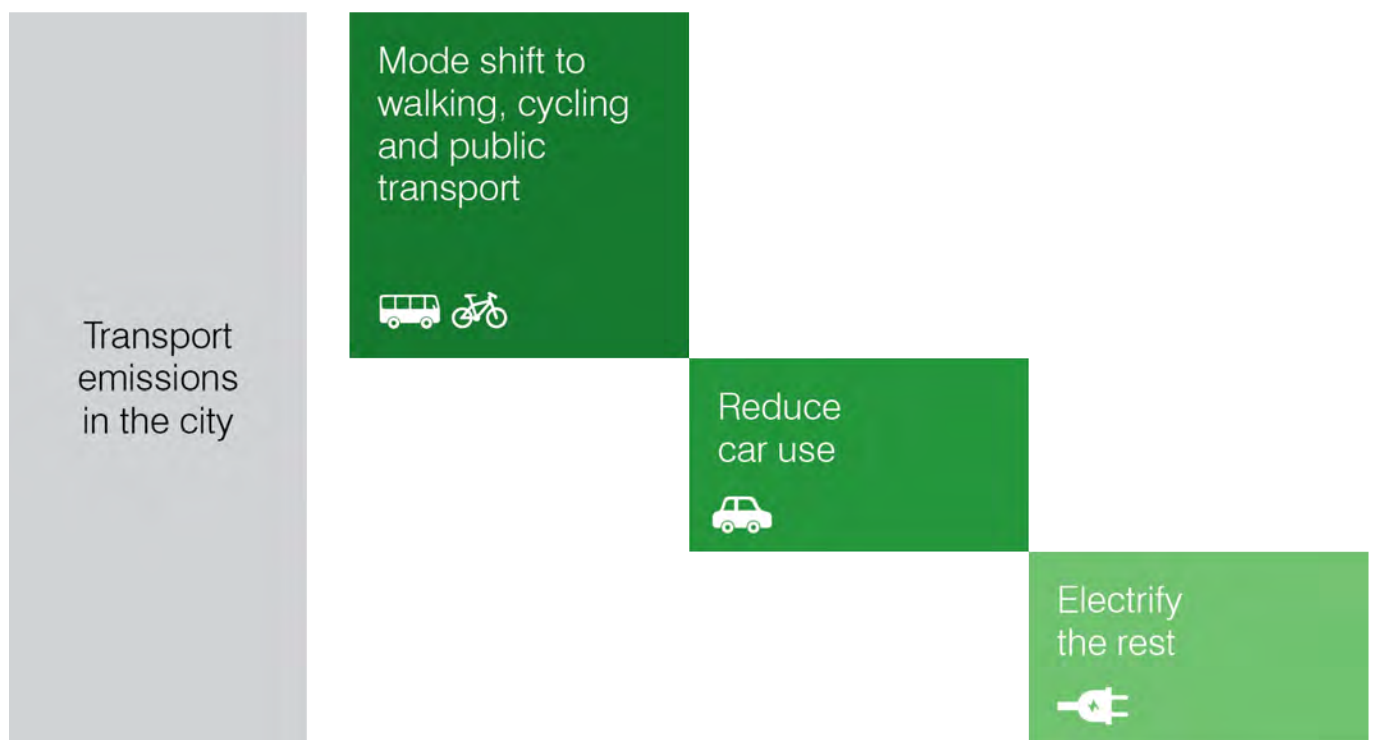 Transport
emissions
in the city
Mode shift to
walking, cycling
and public
transport
Reduce
car use
Electrify
the rest